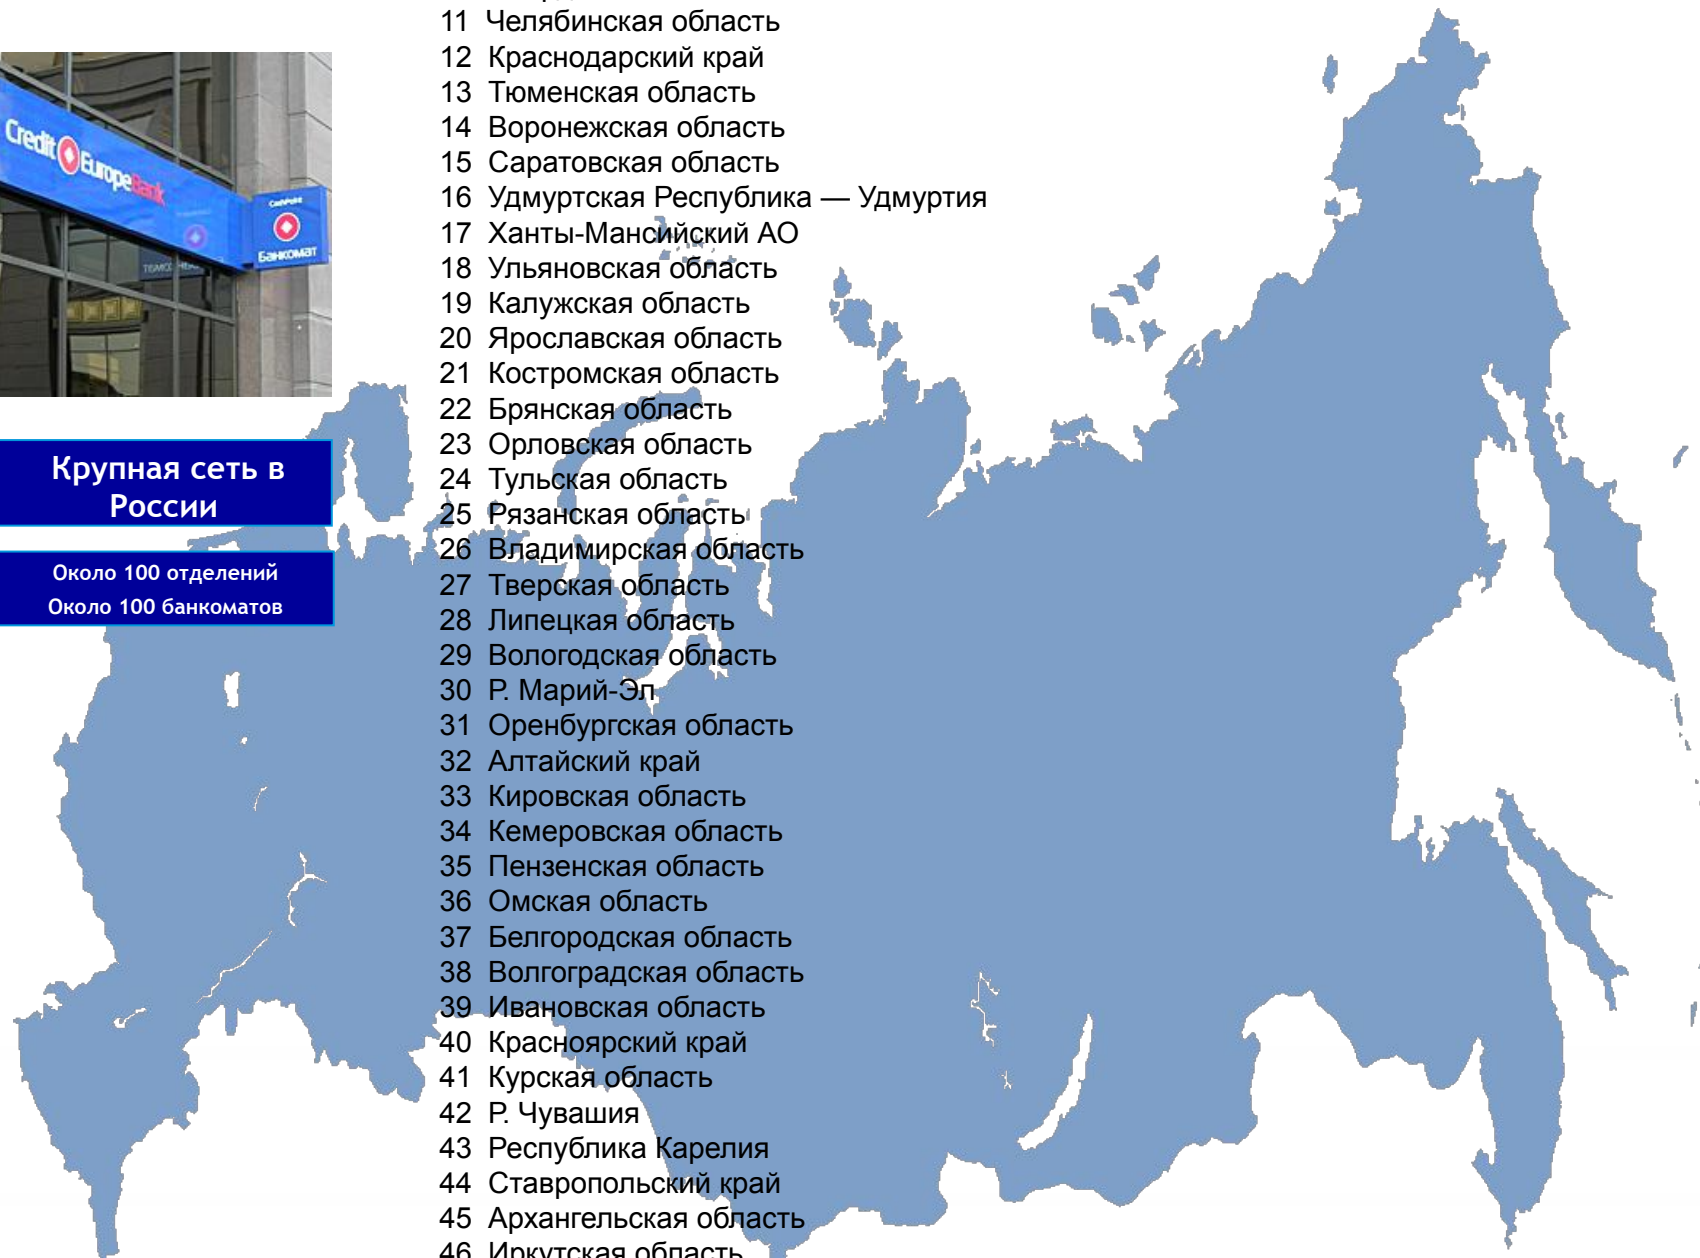 Credit EuropeBank
CashPoint
Банкомат
Крупная сеть в
России
Около 100 отделений
Около 100 банкоматов
11 Челябинская область
12 Краснодарский край
13 Тюменская область
14 Воронежская область
15 Саратовская область
16 Удмуртская Республика — Удмуртия
17 Ханты-Мансийский АО
18 Ульяновская область
19 Калужская область
20 Ярославская область
21 Костромская область
22 Брянская область
23 Орловская область
24 Тульская область
25 Рязанская область
26 Владимирская область
27 Тверская область
28 Липецкая область
29 Вологодская область
30 Р. Марий-Эл
31 Оренбургская область
32 Алтайский край
33 Кировская область
34 Кемеровская область
35 Пензенская область
36 Омская область
37 Белгородская область
38 Волгоградская область
39 Ивановская область
40 Красноярский край
41 Курская область
42 Р. Чувашия
43 Республика Карелия
44 Ставропольский край
45 Архангельская область
46 Иркутская область